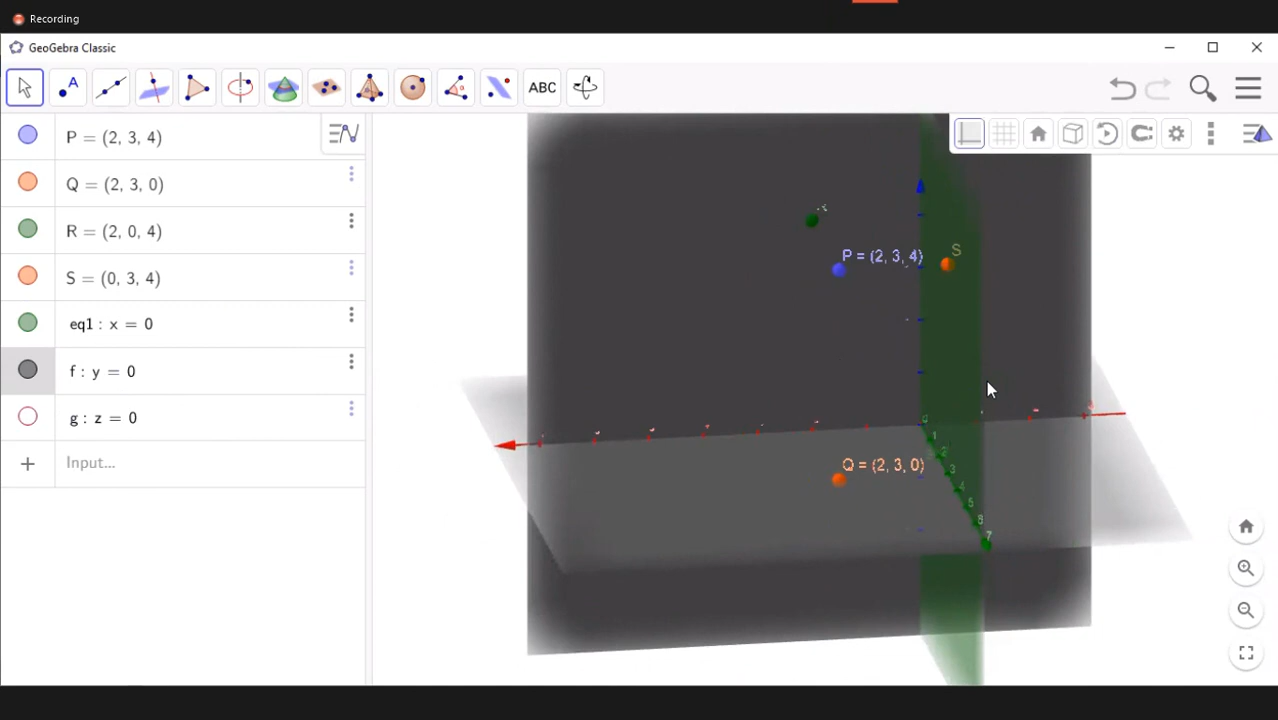 Recording
GeoGebra Classic
ABC
P = (2, 3, 4)
Q = (2, 3, 0)
R = (2, 0, 4)
S = (0, 3, 4)
eq1 : x = 0
f : y = 0
g : z = 0
Input...
P = (2, 3, 4)
S
Q = (2, 3, 0)
0
1
2
3
4
5
6
7